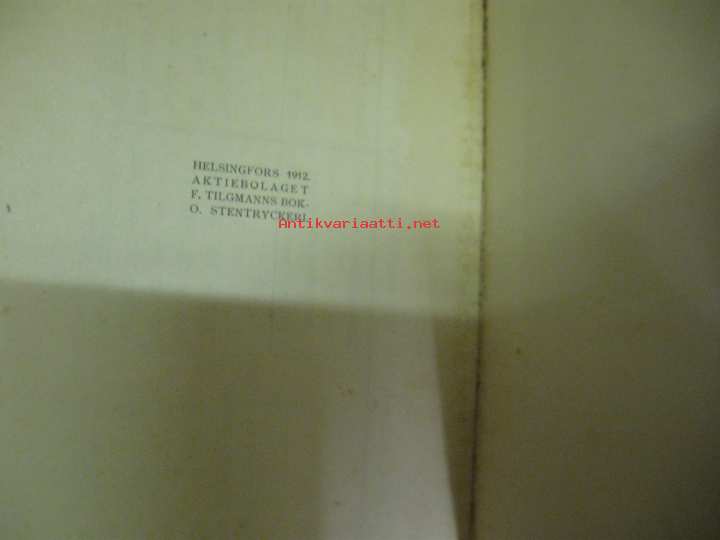 HELSINGFORS 1912.
AKTIEBOLAGET
F. TILGMANNS BOK-
O. STENTRYCKERI.
Antikvariaatti.net